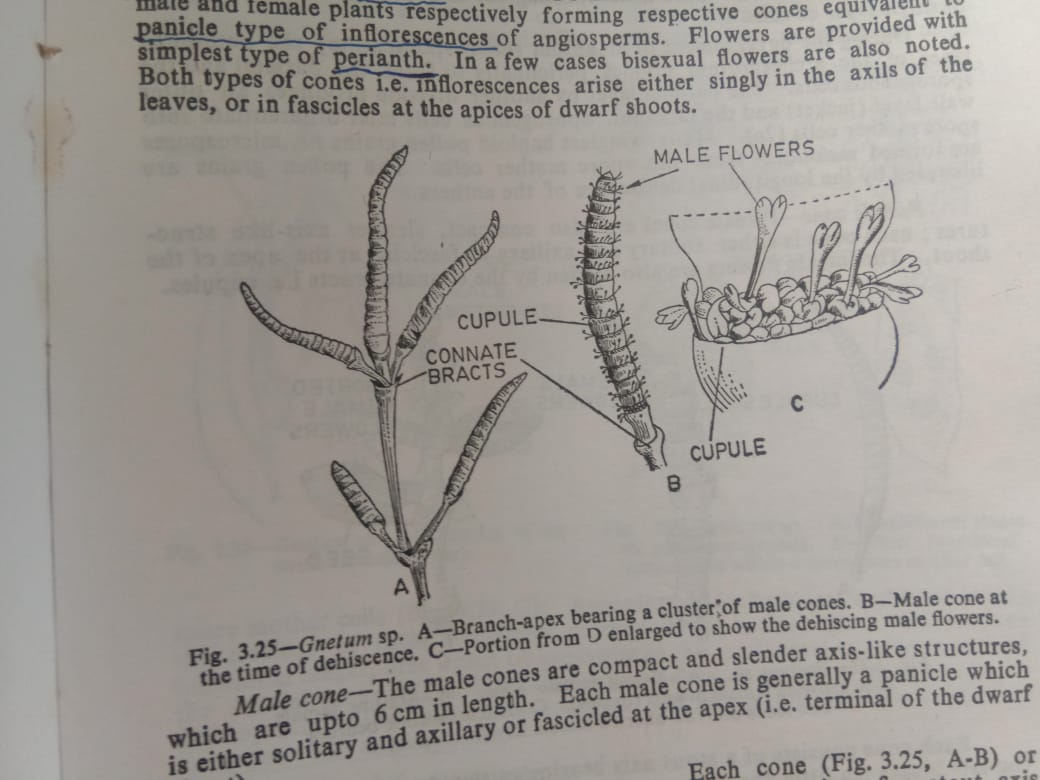 male and female plants respectively forming respective cones equivalent to
panicle type of inflorescences of angiosperms. Flowers are provided with
simplest type of perianth. In a few cases bisexual flowers are also noted.
Both types of cones i.e. inflorescences arise either singly in the axils of the
leaves, or in fascicles at the apices of dwarf shoots.
MALE FLOWERS
CUPULE
CONNATE
BRACTS
C
CUPULE
B
A
Fig. 3.25—Gnetum sp. A—Branch-apex bearing a cluster of male cones. B—Male cone at
the time of dehiscence. C—Portion from D enlarged to show the dehiscing male flowers.
Male cone—The male cones are compact and slender axis-like structures,
which are upto 6 cm in length. Each male cone is generally a panicle which
is either solitary and axillary or fascicled at the apex (i.e. terminal of the dwarf
Each cone (Fig. 3.25, A-B) or